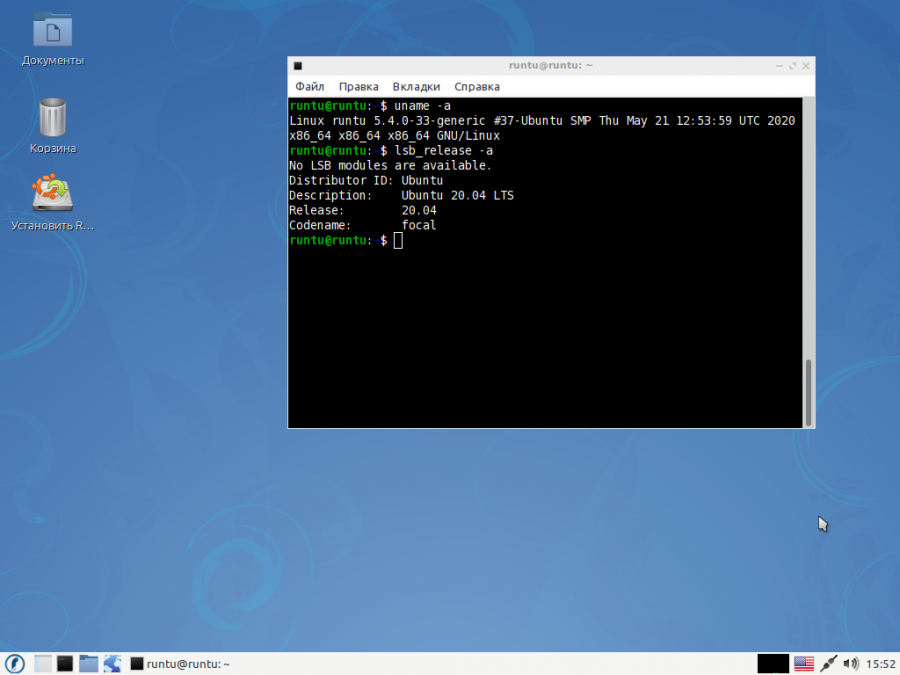 Документы
Корзина
Установить R...
runtu@runtu: ~
Файл Правка Вкладки Справка
runtu@runtu:~$ uname -a
Linux runtu 5.4.0-33-generic #37-Ubuntu SMP Thu May 21 12:53:59 UTC 2020
x86_64 x86_64 x86_64 GNU/Linux
runtu@runtu:~$ lsb_release -a
No LSB modules are available.
Distributor ID: Ubuntu
Description: Ubuntu 20.04 LTS
Release: 20.04
Codename: focal
runtu@runtu:~$
runtu@runtu: ~
15:52